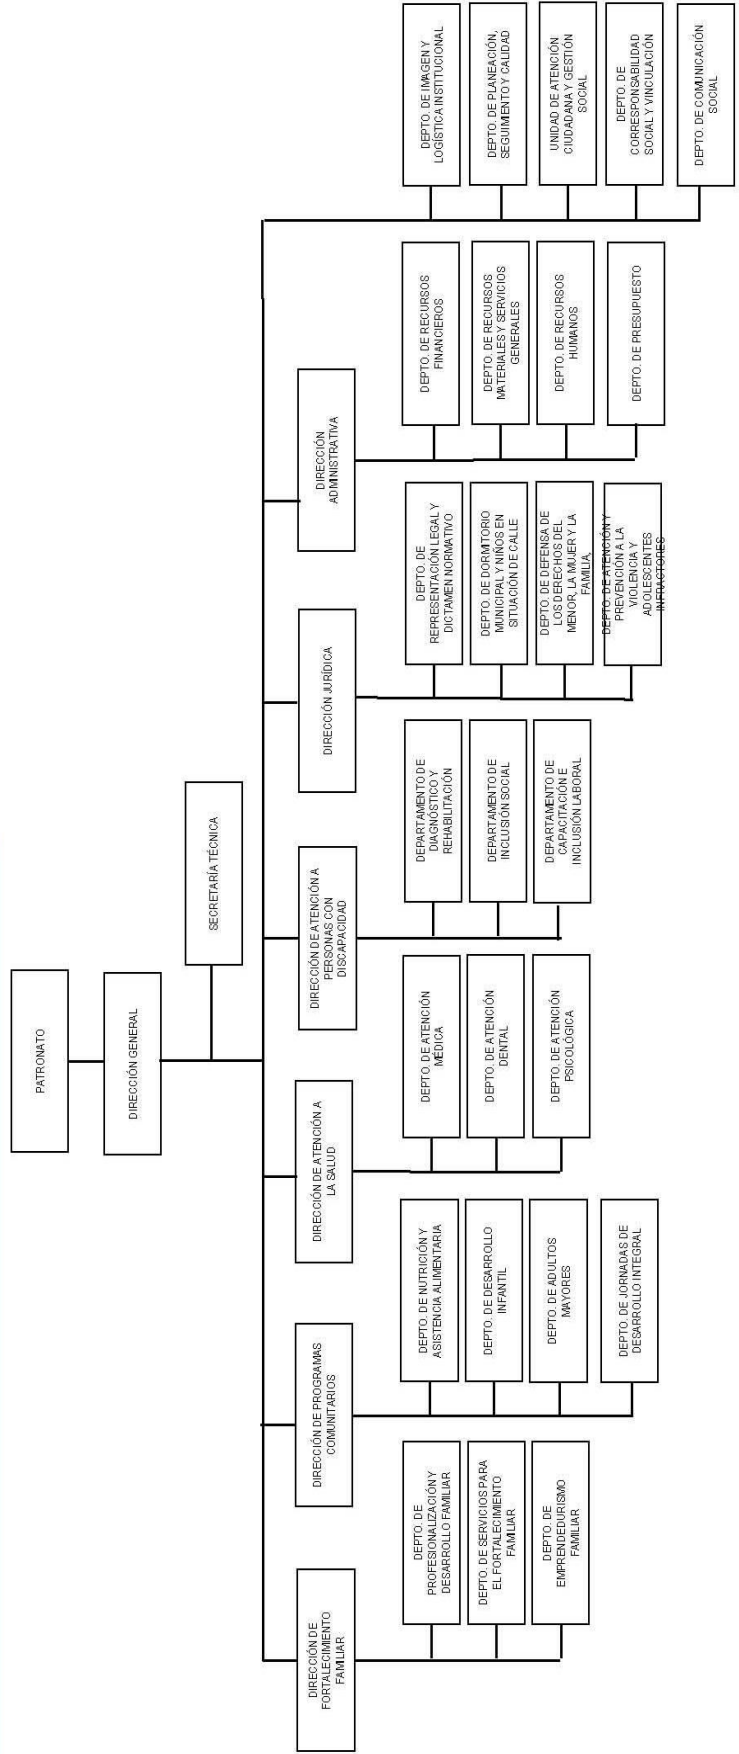 PATRONATO
DIRECCIÓN GENERAL
SECRETARÍA TÉCNICA
DIRECCIÓN DE
FORTALECIMIENTO
FAMILIAR
DEPTO. DE
PROFESIONALIZACIÓN Y
DESARROLLO FAMILIAR
DEPTO. DE SERVICIOS PARA
EL FORTALECIMIENTO
FAMILIAR
DEPTO. DE
EMPRENDEDURISMO
FAMILIAR
DIRECCIÓN DE PROGRAMAS
COMUNITARIOS
DEPTO. DE NUTRICIÓN Y
ASISTENCIA ALIMENTARIA
DEPTO. DE DESARROLLO
INFANTIL
DEPTO. DE ADULTOS
MAYORES
DEPTO. DE JORNADAS DE
DESARROLLO INTEGRAL
DIRECCIÓN DE ATENCIÓN A
LA SALUD
DEPTO. DE ATENCIÓN
MÉDICA
DEPTO. DE ATENCIÓN
DENTAL
DEPTO. DE ATENCIÓN
PSICOLÓGICA
DIRECCIÓN DE ATENCIÓN A
PERSONAS CON
DISCAPACIDAD
DEPARTAMENTO DE
DIAGNÓSTICO Y
REHABILITACIÓN
DEPARTAMENTO DE
INCLUSIÓN SOCIAL
DEPARTAMENTO DE
CAPACITACIÓN E
INCLUSIÓN LABORAL
DIRECCIÓN JURÍDICA
DEPTO. DE
REPRESENTACIÓN LEGAL Y
DICTAMEN NORMATIVO
DEPTO. DE DORMITORIO
MUNICIPAL Y NIÑOS EN
SITUACIÓN DE CALLE
DEPTO. DE DEFENSA DE
LOS DERECHOS DEL
MENOR, LA MUJER Y LA
FAMILIA,
DEPTO. DE ATENCIÓN Y
PREVENCIÓN A LA
VIOLENCIA Y
ADOLESCENTES
INFRACTORES
DIRECCIÓN
ADMINISTRATIVA
DEPTO. DE RECURSOS
FINANCIEROS
DEPTO. DE RECURSOS
MATERIALES Y SERVICIOS
GENERALES
DEPTO. DE RECURSOS
HUMANOS
DEPTO. DE PRESUPUESTO
DEPTO. DE IMAGEN Y
LOGÍSTICA INSTITUCIONAL
DEPTO. DE PLANEACIÓN,
SEGUIMIENTO Y CALIDAD
UNIDAD DE ATENCIÓN
CIUDADANA Y GESTIÓN
SOCIAL
DEPTO. DE
CORRESPONSABILIDAD
SOCIAL Y VINCULACIÓN
DEPTO. DE COMUNICACIÓN
SOCIAL